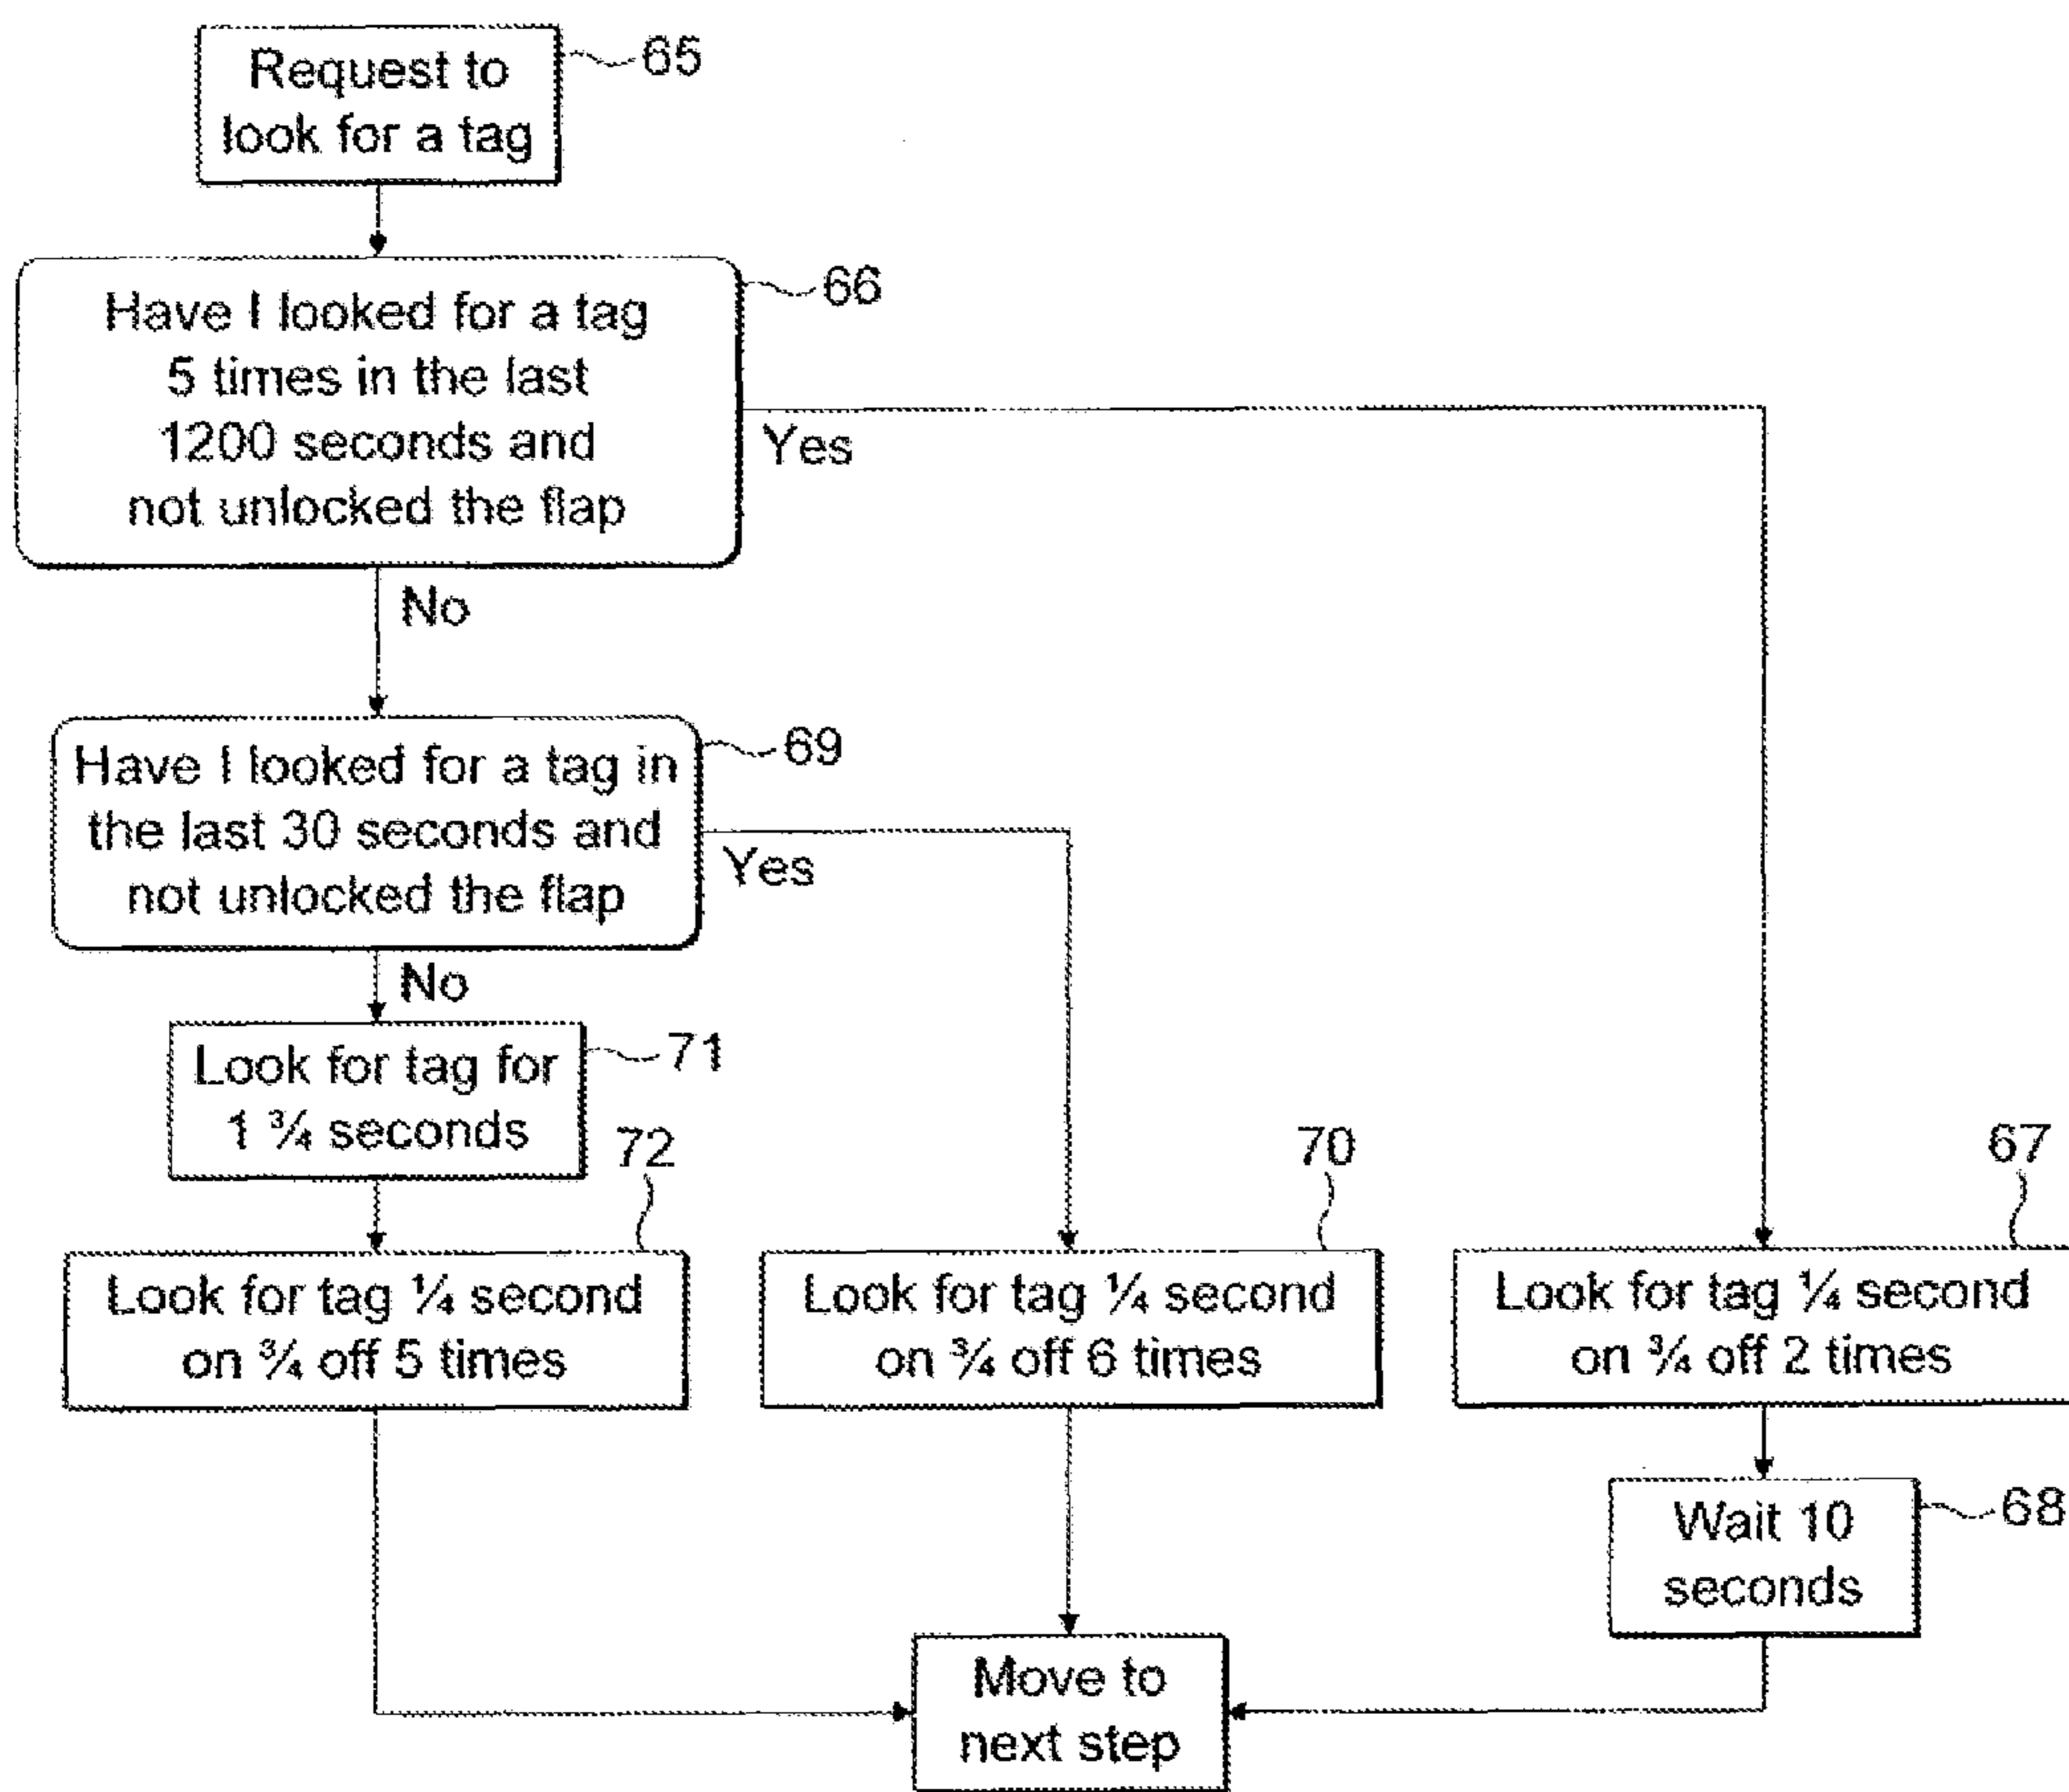 Request to
look for a tag
65
Have I looked for a tag
5 times in the last
1200 seconds and
not unlocked the flap
66
Yes
No
Have I looked for a tag in
the last 30 seconds and
not unlocked the flap
69
Yes
No
Look for tag for
1 ¾ seconds
71
72
Look for tag ¼ second
on ¾ off 5 times
70
Look for tag ¼ second
on ¾ off 6 times
67
Look for tag ¼ second
on ¾ off 2 times
Wait 10
seconds
68
Move to
next step